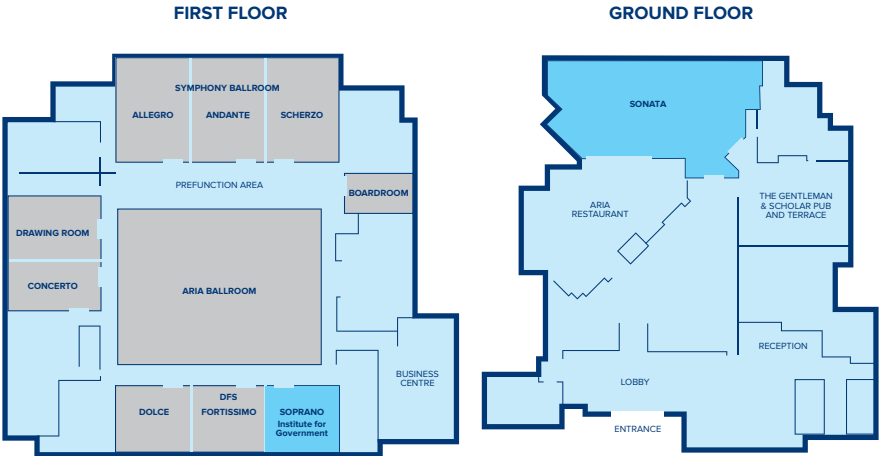 FIRST FLOOR
GROUND FLOOR
SYMPHONY BALLROOM
ALLEGRO
ANDANTE
SCHERZO
PREFUNCTION AREA
BOARDROOM
DRAWING ROOM
CONCERTO
ARIA BALLROOM
BUSINESS
CENTRE
DOLCE
DFS
FORTISSIMO
SOPRANO
Institute for
Government
SONATA
ARIA
RESTAURANT
THE GENTLEMAN
& SCHOLAR PUB
AND TERRACE
RECEPTION
LOBBY
ENTRANCE